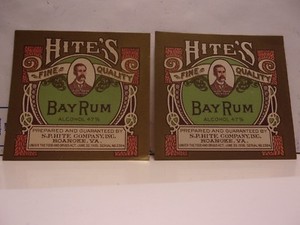 HITE'S
FINE QUALITY
BAY RUM
ALCOHOL 47%
PREPARED AND GUARANTEED BY
S.P. HITE COMPANY, INC.
ROANOKE, VA.
HITE'S
FINE QUALITY
BAY RUM
ALCOHOL 47%
PREPARED AND GUARANTEED BY
S.P. HITE COMPANY, INC.
ROANOKE, VA.